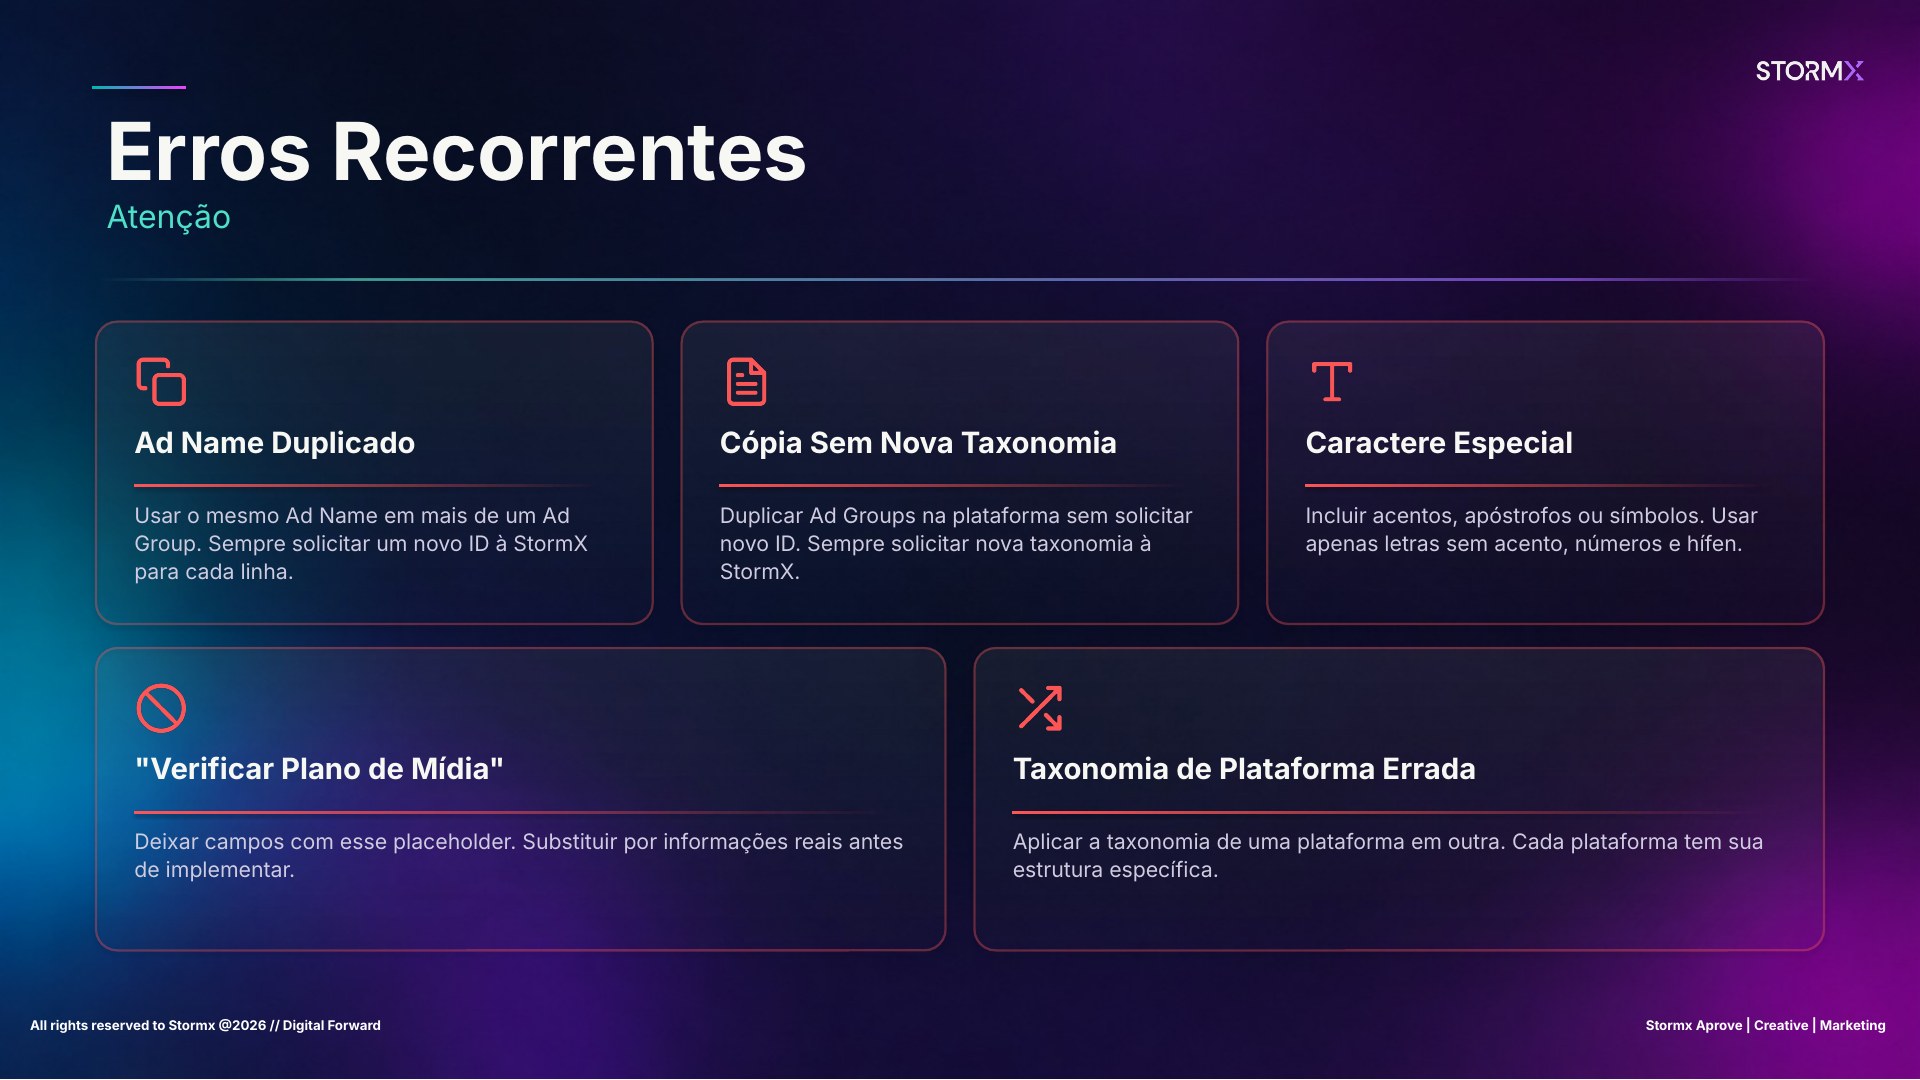 STORMX
Erros Recorrentes
Atenção
Ad Name Duplicado
Usar o mesmo Ad Name em mais de um Ad
Group. Sempre solicitar um novo ID à StormX
para cada linha.
Cópia Sem Nova Taxonomia
Duplicar Ad Groups na plataforma sem solicitar
novo ID. Sempre solicitar nova taxonomia à
StormX.
Caractere Especial
Incluir acentos, apóstrofos ou símbolos. Usar
apenas letras sem acento, números e hífen.
"Verificar Plano de Mídia"
Deixar campos com esse placeholder. Substituir por informações reais antes
de implementar.
Taxonomia de Plataforma Errada
Aplicar a taxonomia de uma plataforma em outra. Cada plataforma tem sua
estrutura específica.
All rights reserved to Stormx @2026 // Digital Forward
Stormx Aprove | Creative | Marketing